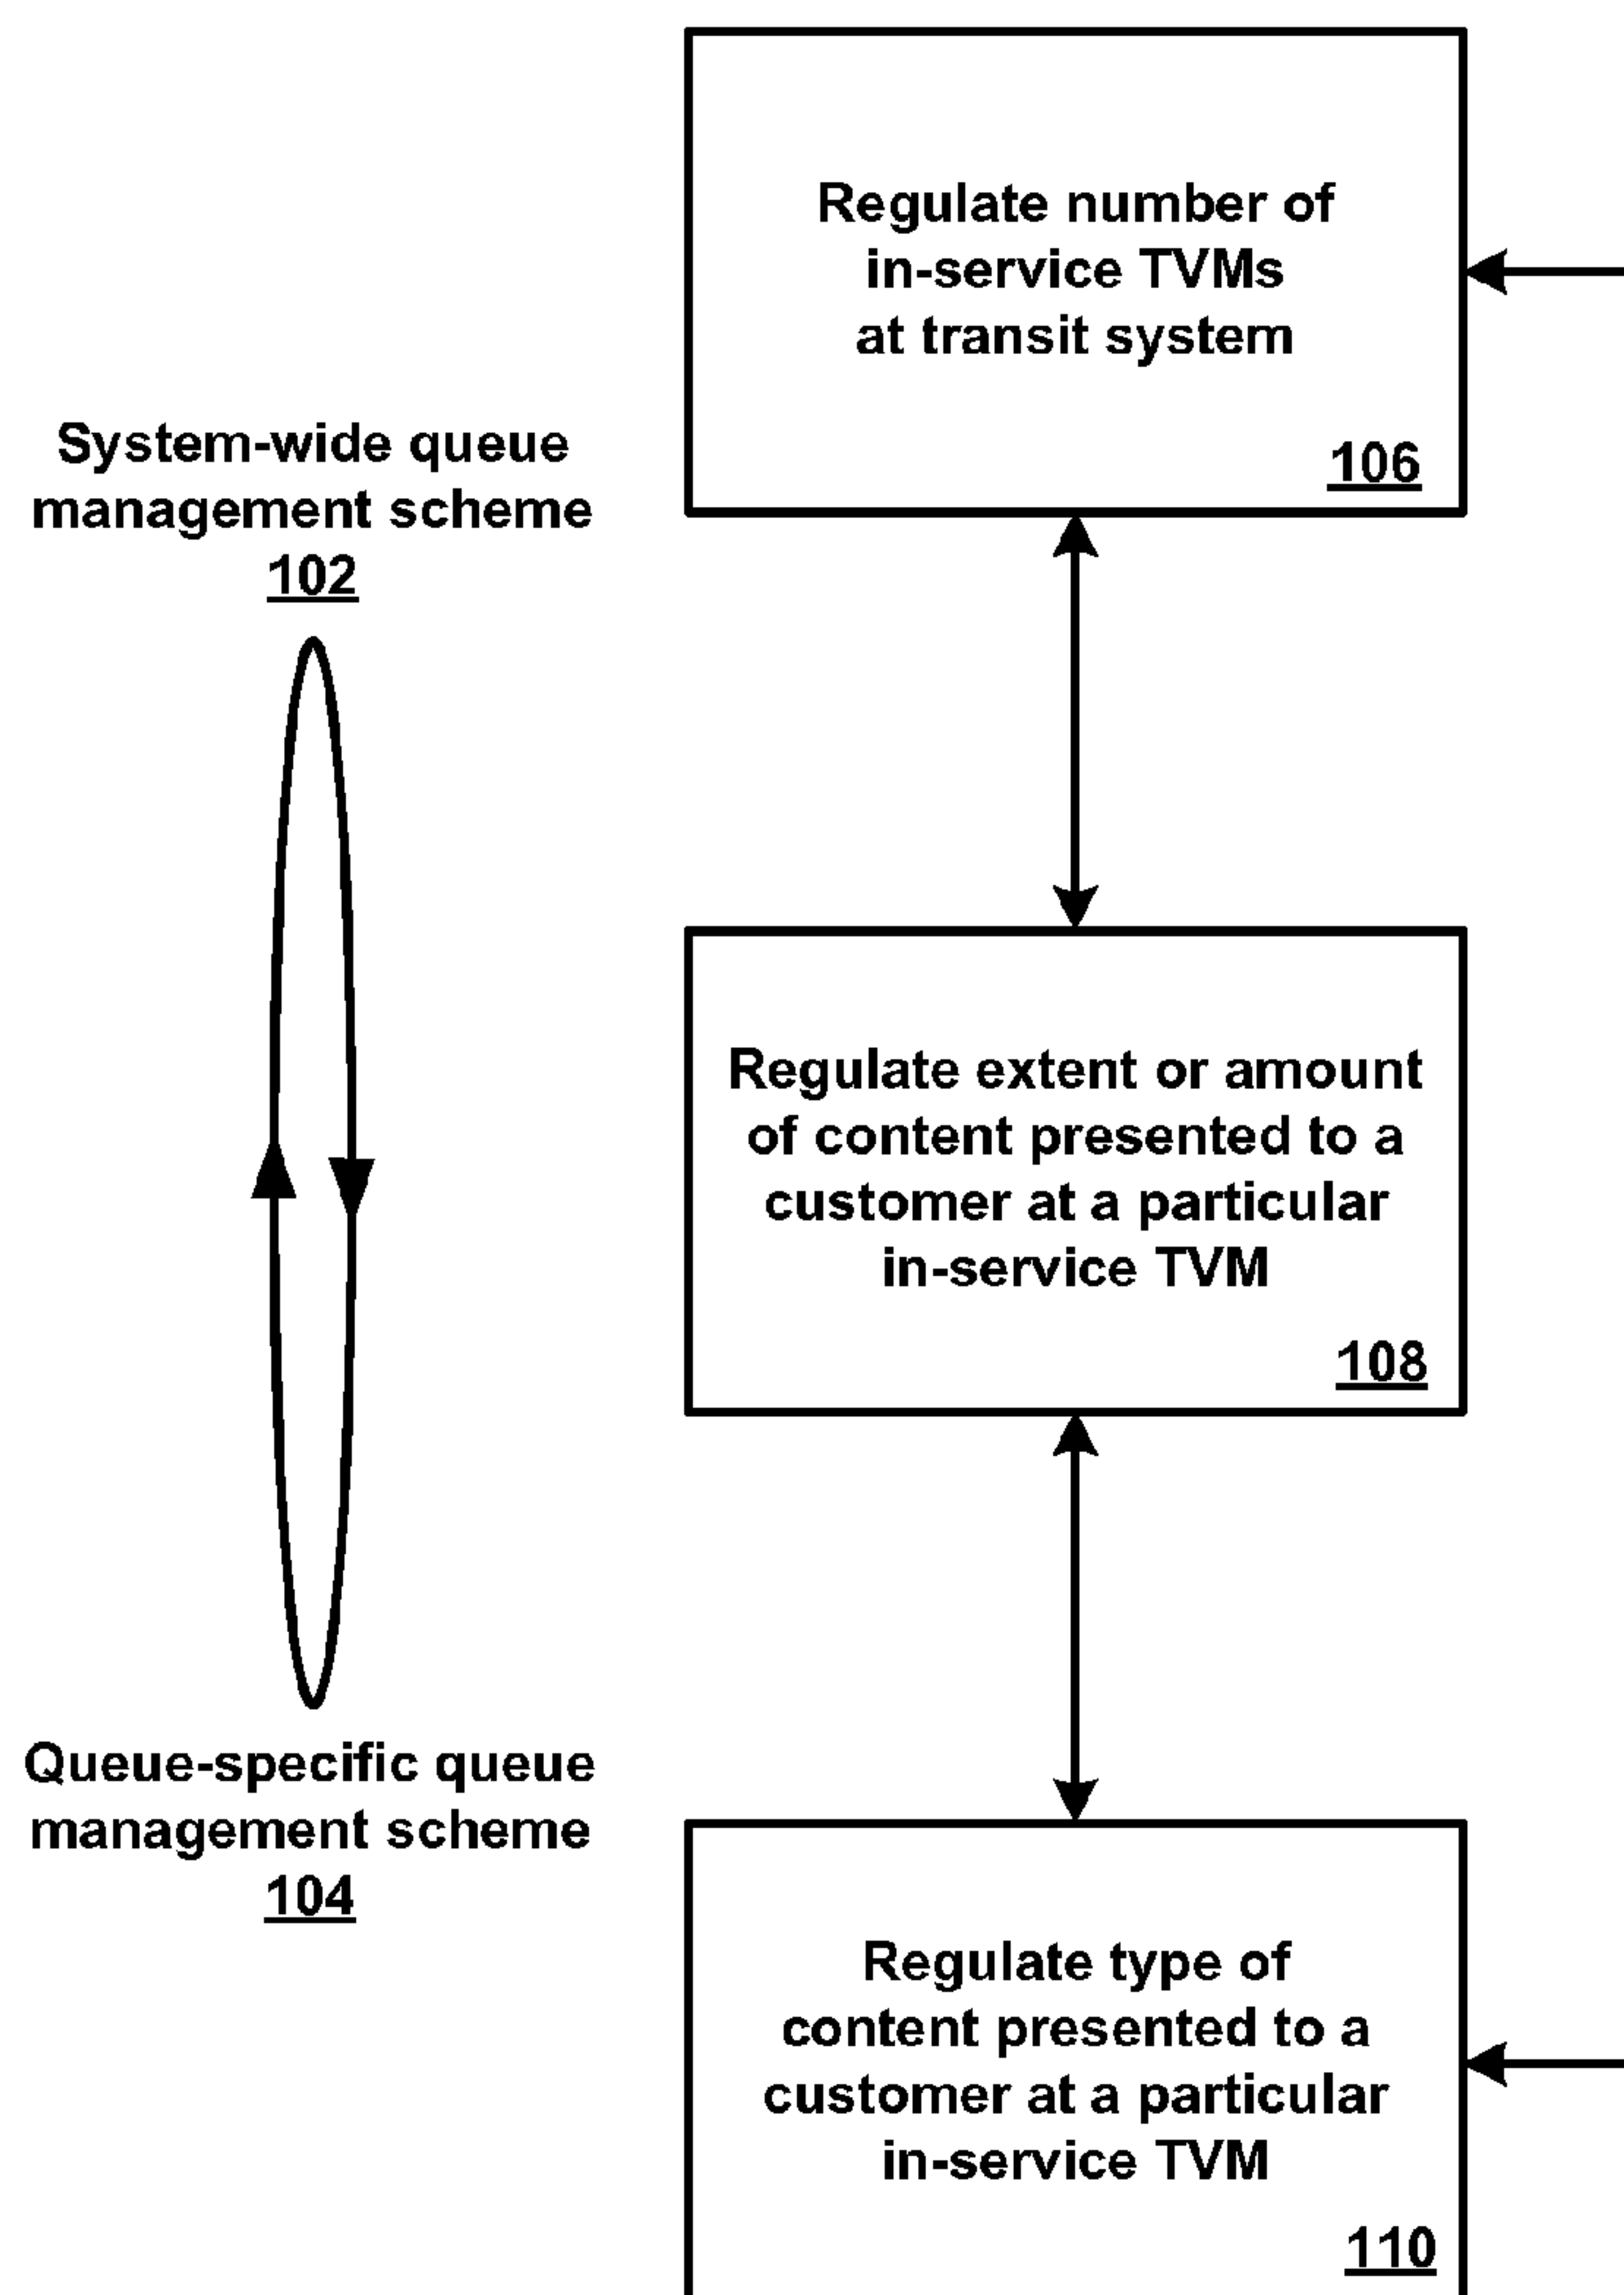 Regulate number of
in-service TVMs
at transit system
106
System-wide queue
management scheme
102
Regulate extent or amount
of content presented to a
customer at a particular
in-service TVM
108
Queue-specific queue
management scheme
104
Regulate type of
content presented to a
customer at a particular
in-service TVM
110